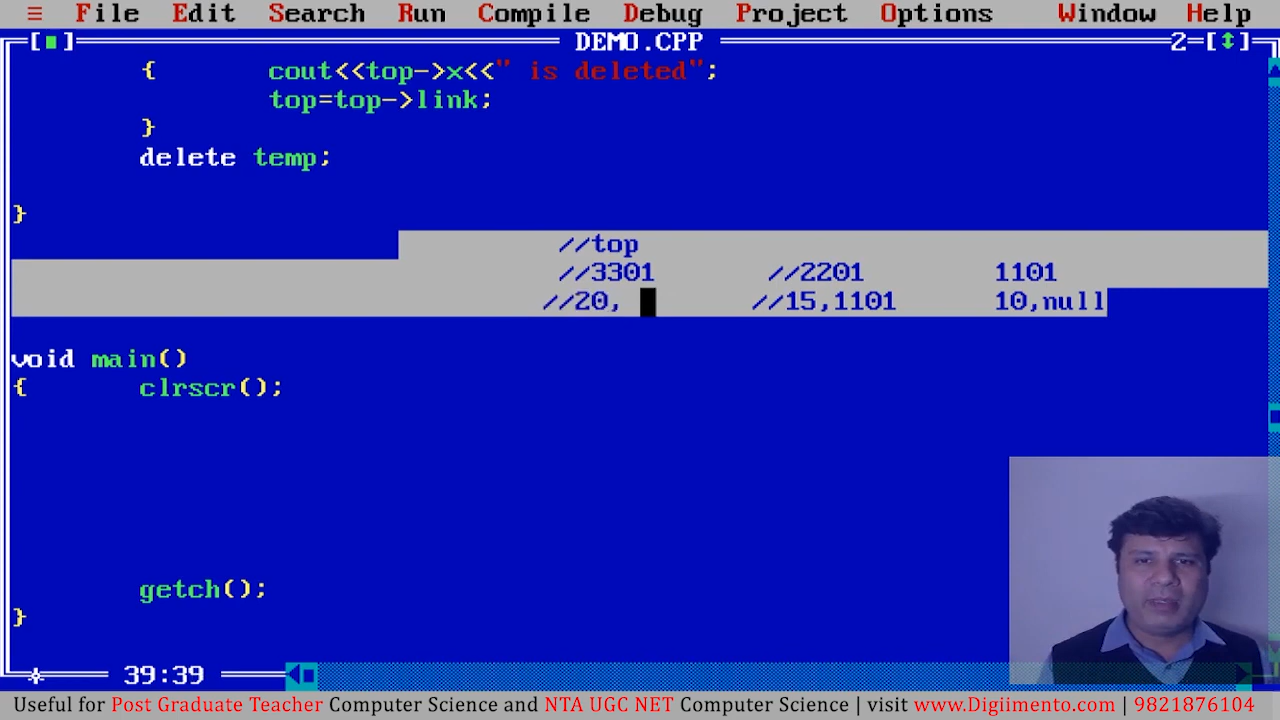 ≡ File Edit Search Run Compile Debug Project Options Window Help
[■] DEMO.CPP 2=[↕]
{ cout<<top->x<<" is deleted";
top=top->link;
}
delete temp;
}
//top
//3301 //2201 1101
//20, //15,1101 10,null
void main()
{ clrscr();
getch();
}
39:39
Useful for Post Graduate Teacher Computer Science and NTA UGC NET Computer Science | visit www.Digiimento.com | 9821876104